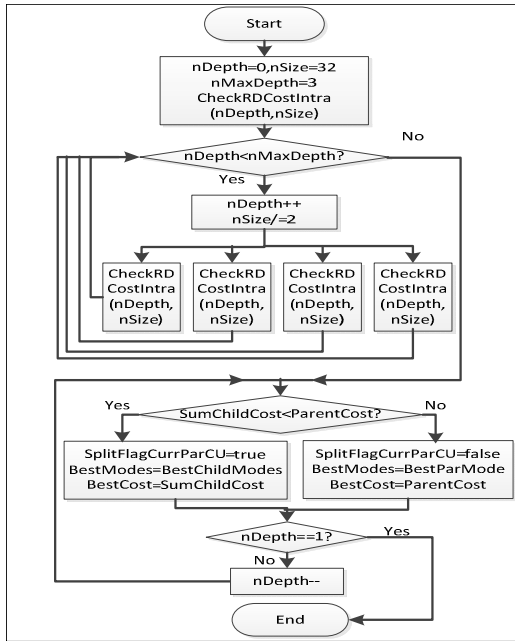 Start
nDepth=0,nSize=32
nMaxDepth=3
CheckRDCostIntra
(nDepth,nSize)
No
nDepth<nMaxDepth?
Yes
nDepth++
nSize/=2
CheckRD
CostIntra
(nDepth,
nSize)
CheckRD
CostIntra
(nDepth,
nSize)
CheckRD
CostIntra
(nDepth,
nSize)
CheckRD
CostIntra
(nDepth,
nSize)
Yes
SumChildCost<ParentCost?
No
SplitFlagCurrParCU=true
BestModes=BestChildModes
BestCost=SumChildCost
SplitFlagCurrParCU=false
BestModes=BestParMode
BestCost=ParentCost
nDepth==1?
Yes
No
nDepth--
End